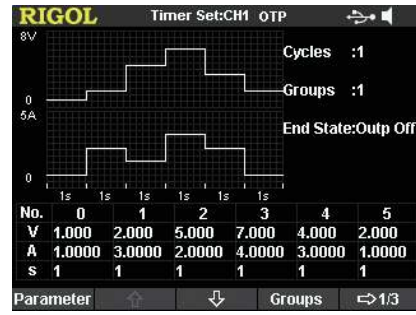 RIGOL Timer Set:CH1 OTP
8V
Cycles :1
0
Groups :1
5A
End State:Outp Off
0
1s 1s 1s 1s 1s
No. 0 1 2 3 4 5
V 1.000 2.000 5.000 7.000 4.000 2.000
A 1.0000 3.0000 2.0000 4.0000 3.0000 1.0000
s 1 1 1 1 1 1
Parameter Groups 1/3